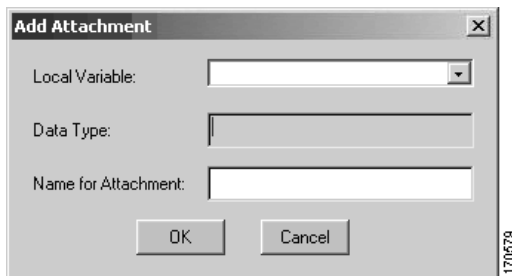 Add Attachment
Local Variable:
Data Type:
Name for Attachment:
OK Cancel
170579